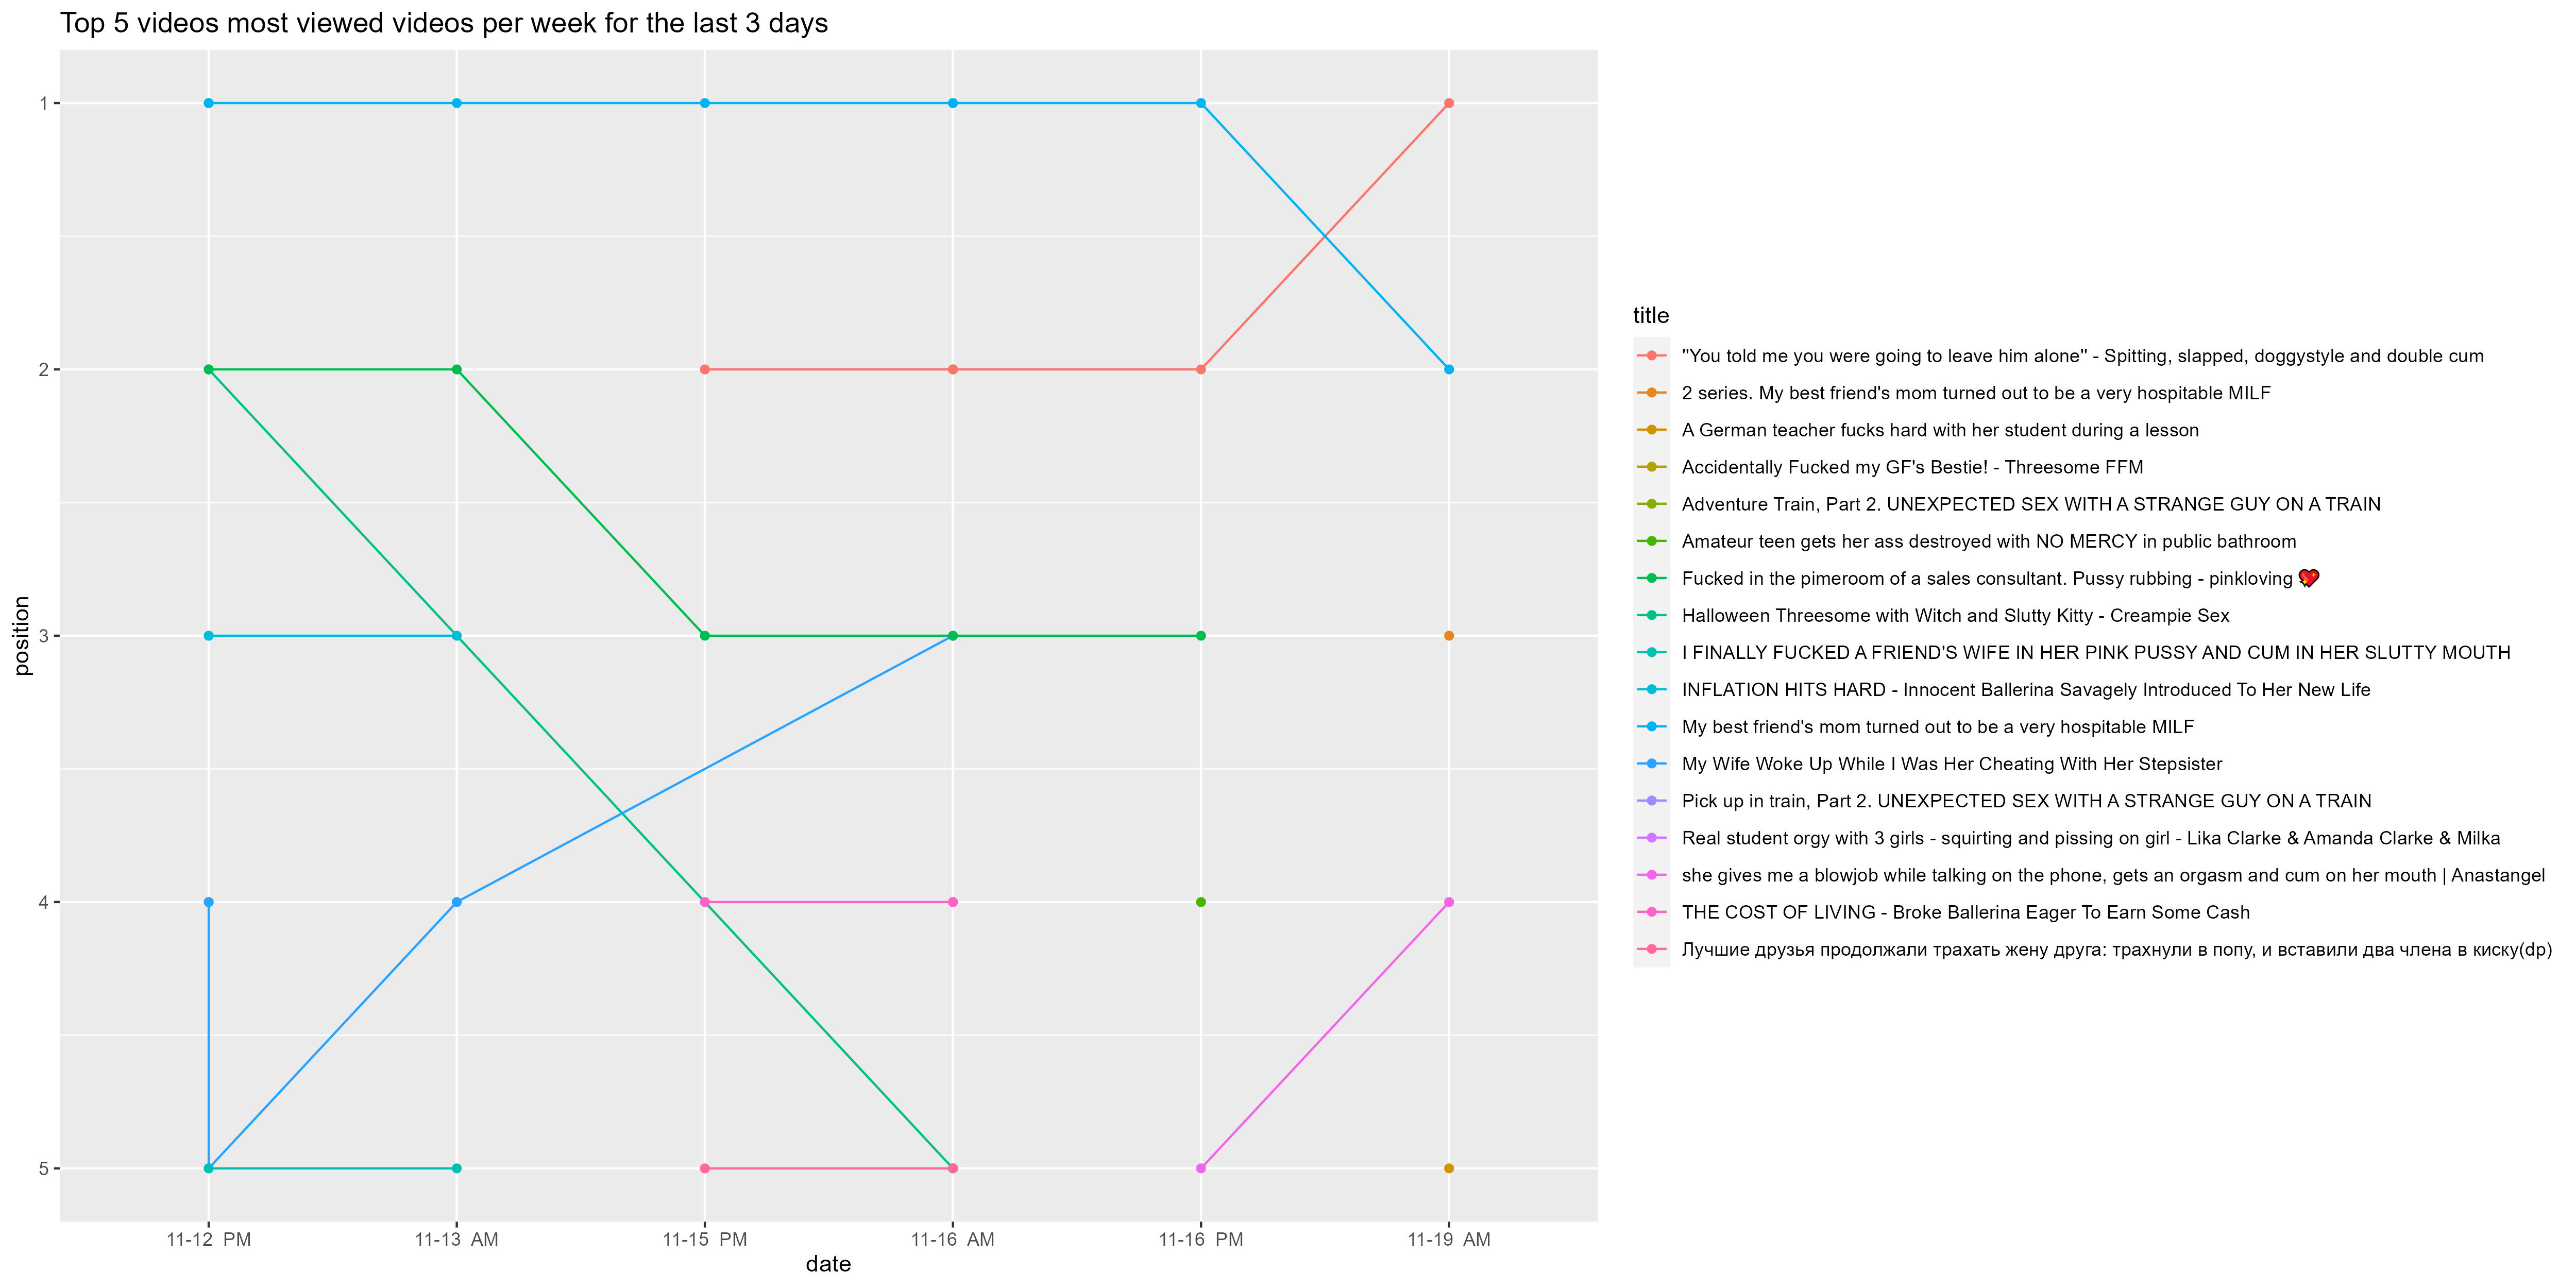 Top 5 videos most viewed videos per week for the last 3 days
position
1
2
3
4
5
11-12 PM
11-13 AM
11-15 PM
11-16 AM
11-16 PM
11-19 AM
date
title
"You told me you were going to leave him alone" - Spitting, slapped, doggystyle and double cum
2 series. My best friend's mom turned out to be a very hospitable MILF
A German teacher fucks hard with her student during a lesson
Accidentally Fucked my GF's Bestie! - Threesome FFM
Adventure Train, Part 2. UNEXPECTED SEX WITH A STRANGE GUY ON A TRAIN
Amateur teen gets her ass destroyed with NO MERCY in public bathroom
Fucked in the pimeroom of a sales consultant. Pussy rubbing - pinkloving 💖
Halloween Threesome with Witch and Slutty Kitty - Creampie Sex
I FINALLY FUCKED A FRIEND'S WIFE IN HER PINK PUSSY AND CUM IN HER SLUTTY MOUTH
INFLATION HITS HARD - Innocent Ballerina Savagely Introduced To Her New Life
My best friend's mom turned out to be a very hospitable MILF
My Wife Woke Up While I Was Her Cheating With Her Stepsister
Pick up in train, Part 2. UNEXPECTED SEX WITH A STRANGE GUY ON A TRAIN
Real student orgy with 3 girls - squirting and pissing on girl - Lika Clarke & Amanda Clarke & Milka
she gives me a blowjob while talking on the phone, gets an orgasm and cum on her mouth | Anastangel
THE COST OF LIVING - Broke Ballerina Eager To Earn Some Cash
Лучшие друзья продолжали трахать жену друга: трахнули в попу, и вставили два члена в киску(dp)